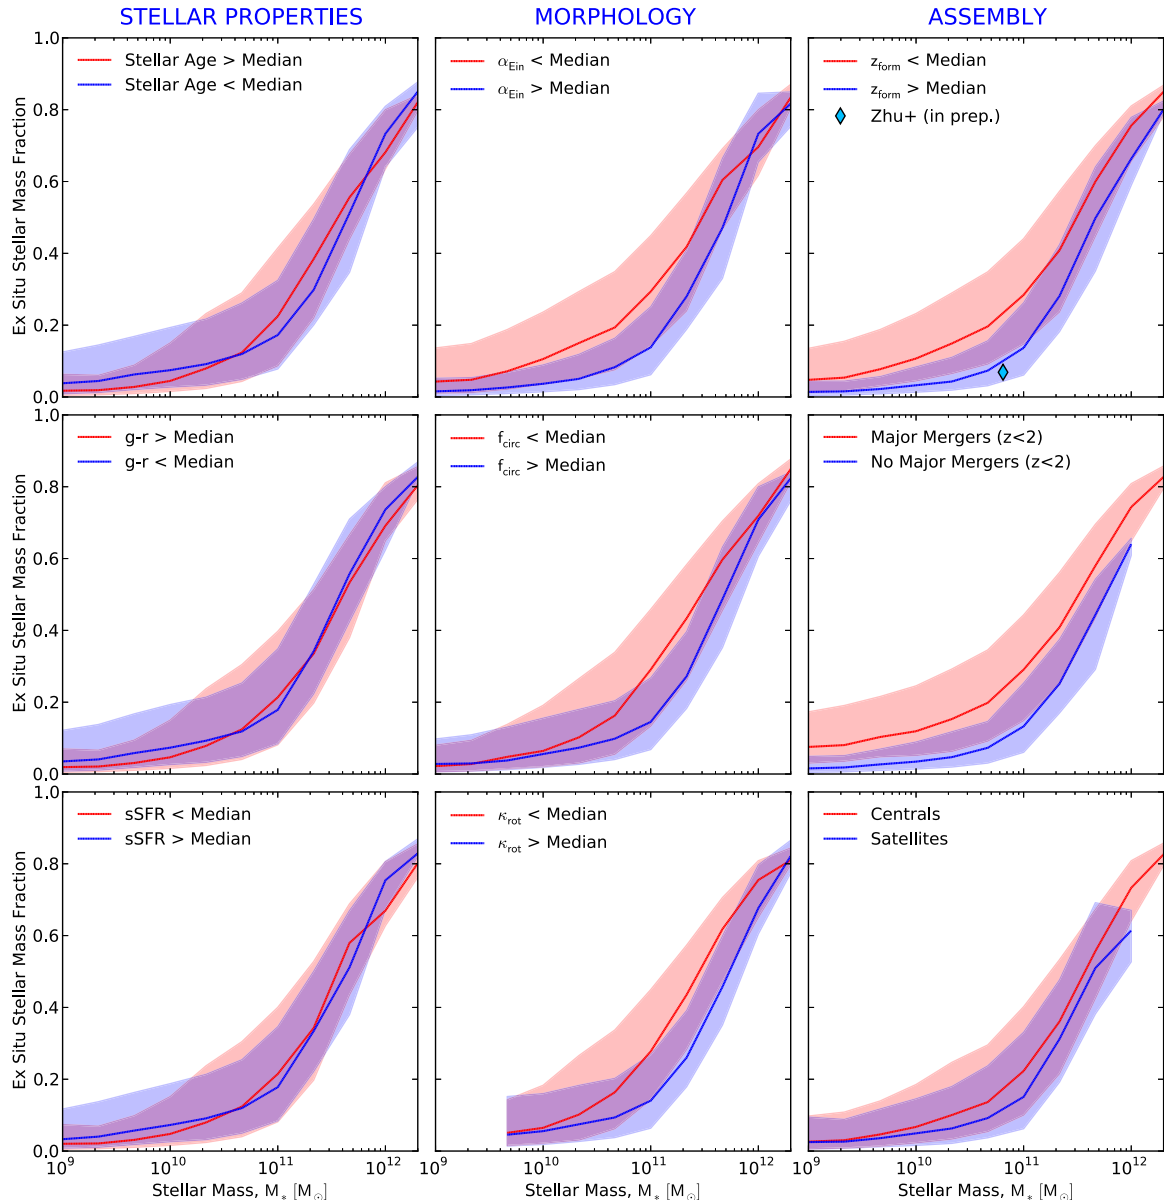 STELLAR PROPERTIES
MORPHOLOGY
ASSEMBLY
Ex Situ Stellar Mass Fraction
1.0
0.8
0.6
0.4
0.2
0.0
Stellar Age > Median
Stellar Age < Median
α_Ein < Median
α_Ein > Median
z_form < Median
z_form > Median
Zhu+ (in prep.)
Ex Situ Stellar Mass Fraction
1.0
0.8
0.6
0.4
0.2
0.0
g-r > Median
g-r < Median
f_circ < Median
f_circ > Median
Major Mergers (z<2)
No Major Mergers (z<2)
Ex Situ Stellar Mass Fraction
1.0
0.8
0.6
0.4
0.2
0.0
sSFR < Median
sSFR > Median
κ_rot < Median
κ_rot > Median
Centrals
Satellites
10^9 10^10 10^11 10^12
10^9 10^10 10^11 10^12
10^9 10^10 10^11 10^12
Stellar Mass, M_* [M_⊙]
Stellar Mass, M_* [M_⊙]
Stellar Mass, M_* [M_⊙]